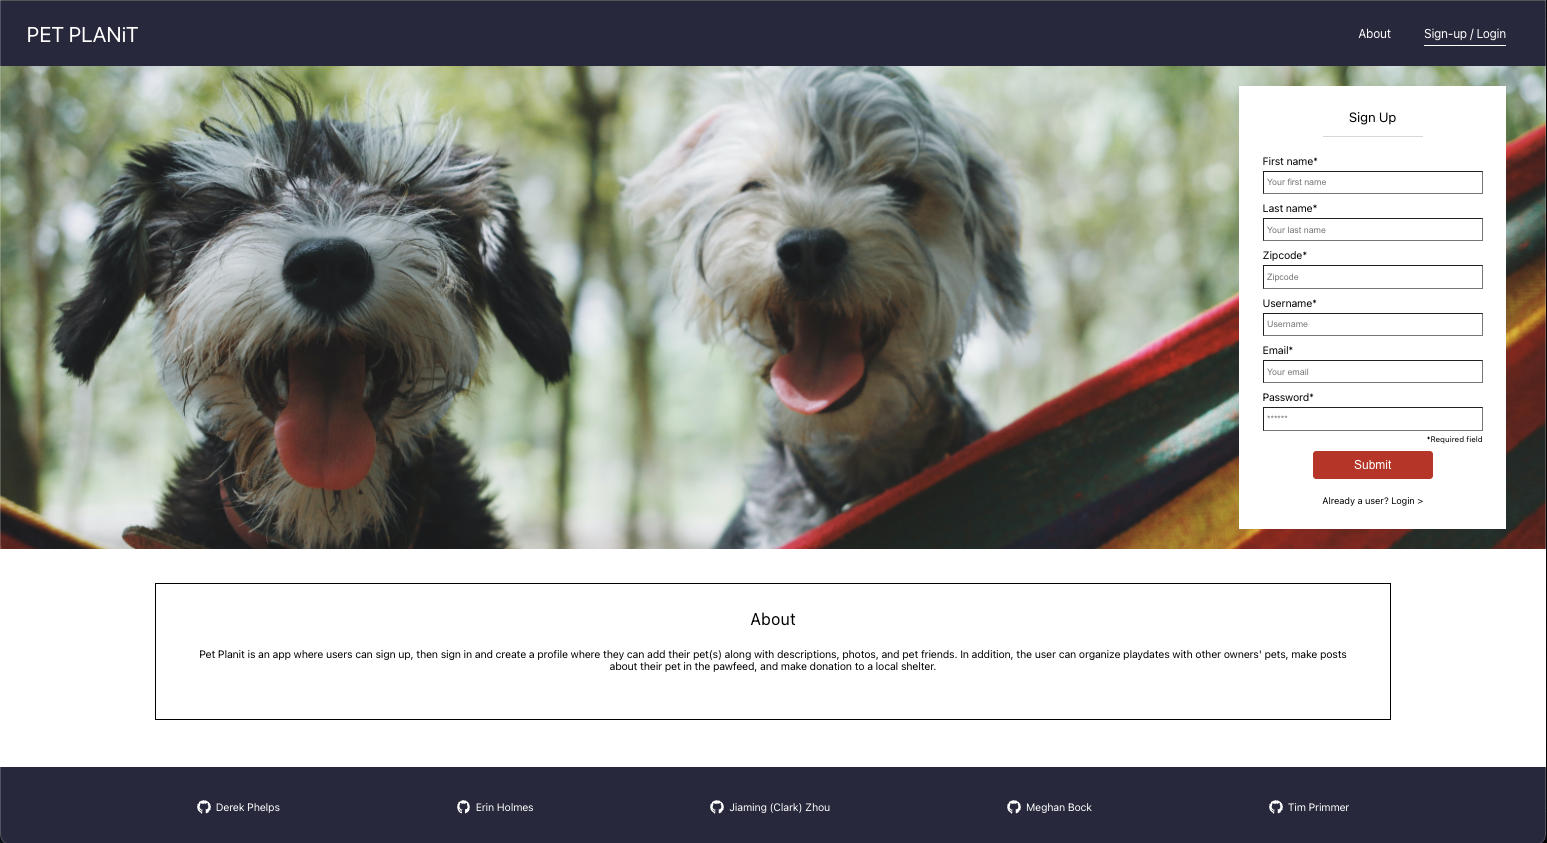 PET PLANiT
About
Sign-up / Login
Sign Up
First name*
Your first name
Last name*
Your last name
Zipcode*
Zipcode
Username*
Username
Email*
Your email
Password*
******
*Required field
Submit
Already a user? Login >
About
Pet Planit is an app where users can sign up, then sign in and create a profile where they can add their pet(s) along with descriptions, photos, and pet friends. In addition, the user can organize playdates with other owners' pets, make posts
about their pet in the pawfeed, and make donation to a local shelter.
Derek Phelps
Erin Holmes
Jiaming (Clark) Zhou
Meghan Bock
Tim Primmer